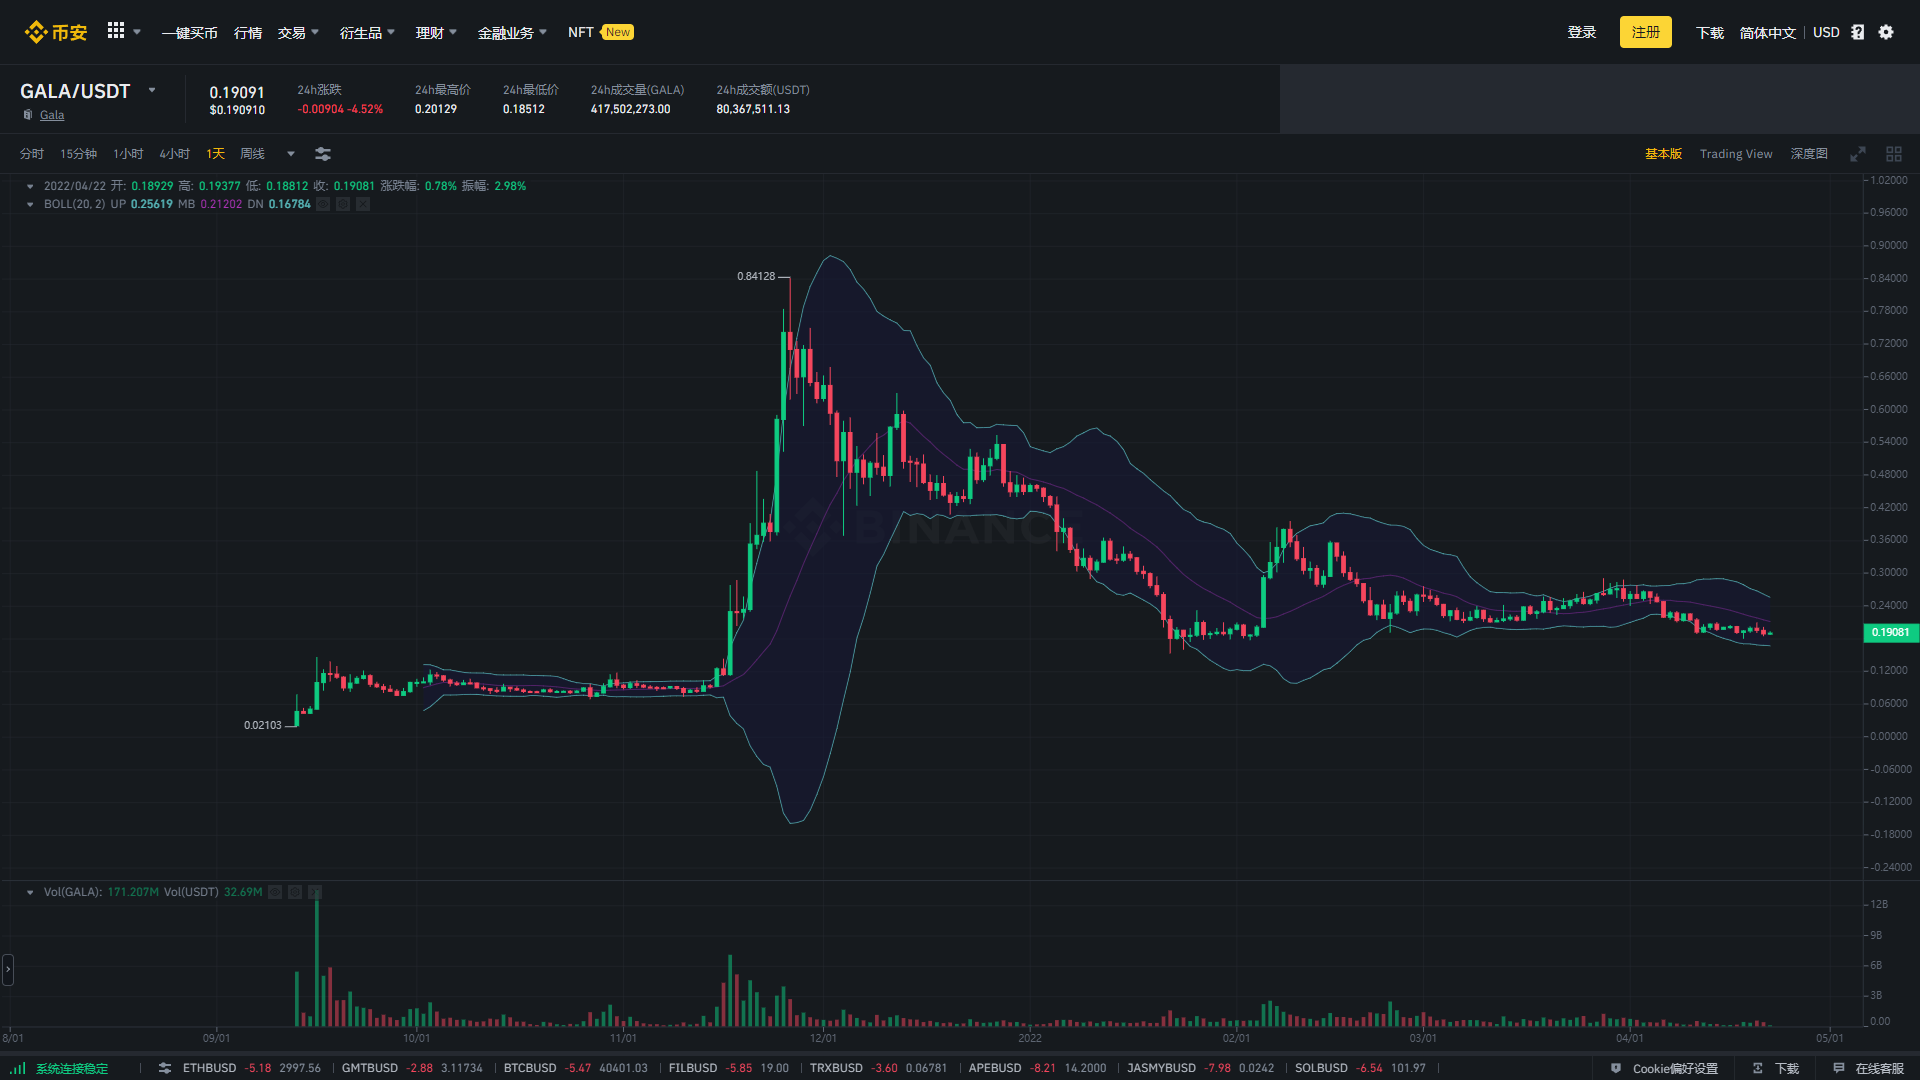 币安 一键买币 行情 交易 衍生品 理财 金融业务 NFT New 登录 注册 下载 简体中文 USD
GALA/USDT
Gala
0.19091
$0.190910
24h涨跌
-0.00904 -4.52%
24h最高价
0.20129
24h最低价
0.18512
24h成交量(GALA)
417,502,273.00
24h成交额(USDT)
80,367,511.13
分时 15分钟 1小时 4小时 1天 周线 基本版 Trading View 深度图
2022/04/22 开: 0.18929 高: 0.19377 低: 0.18812 收: 0.19081 涨跌幅: 0.78% 振幅: 2.98%
BOLL(20, 2) UP 0.25619 MB 0.21202 DN 0.16784
0.84128
0.02103
BINANCE
1.02000
0.96000
0.90000
0.84000
0.78000
0.72000
0.66000
0.60000
0.54000
0.48000
0.42000
0.36000
0.30000
0.24000
0.19081
0.12000
0.06000
0.00000
-0.06000
-0.12000
-0.18000
-0.24000
Vol(GALA): 171.207M Vol(USDT) 32.69M
12B
9B
6B
3B
0.00
8/01 09/01 10/01 11/01 12/01 2022 02/01 03/01 04/01 05/01
系统连接稳定 ETHBUSD -5.18 2997.56 GMTBUSD -2.88 3.11734 BTCBUSD -5.47 40401.03 FILBUSD -5.85 19.00 TRXBUSD -3.60 0.06781 APEBUSD -8.21 14.2000 JASMYBUSD -7.98 0.0242 SOLBUSD -6.54 101.97 Cookie偏好设置 下载 在线客服